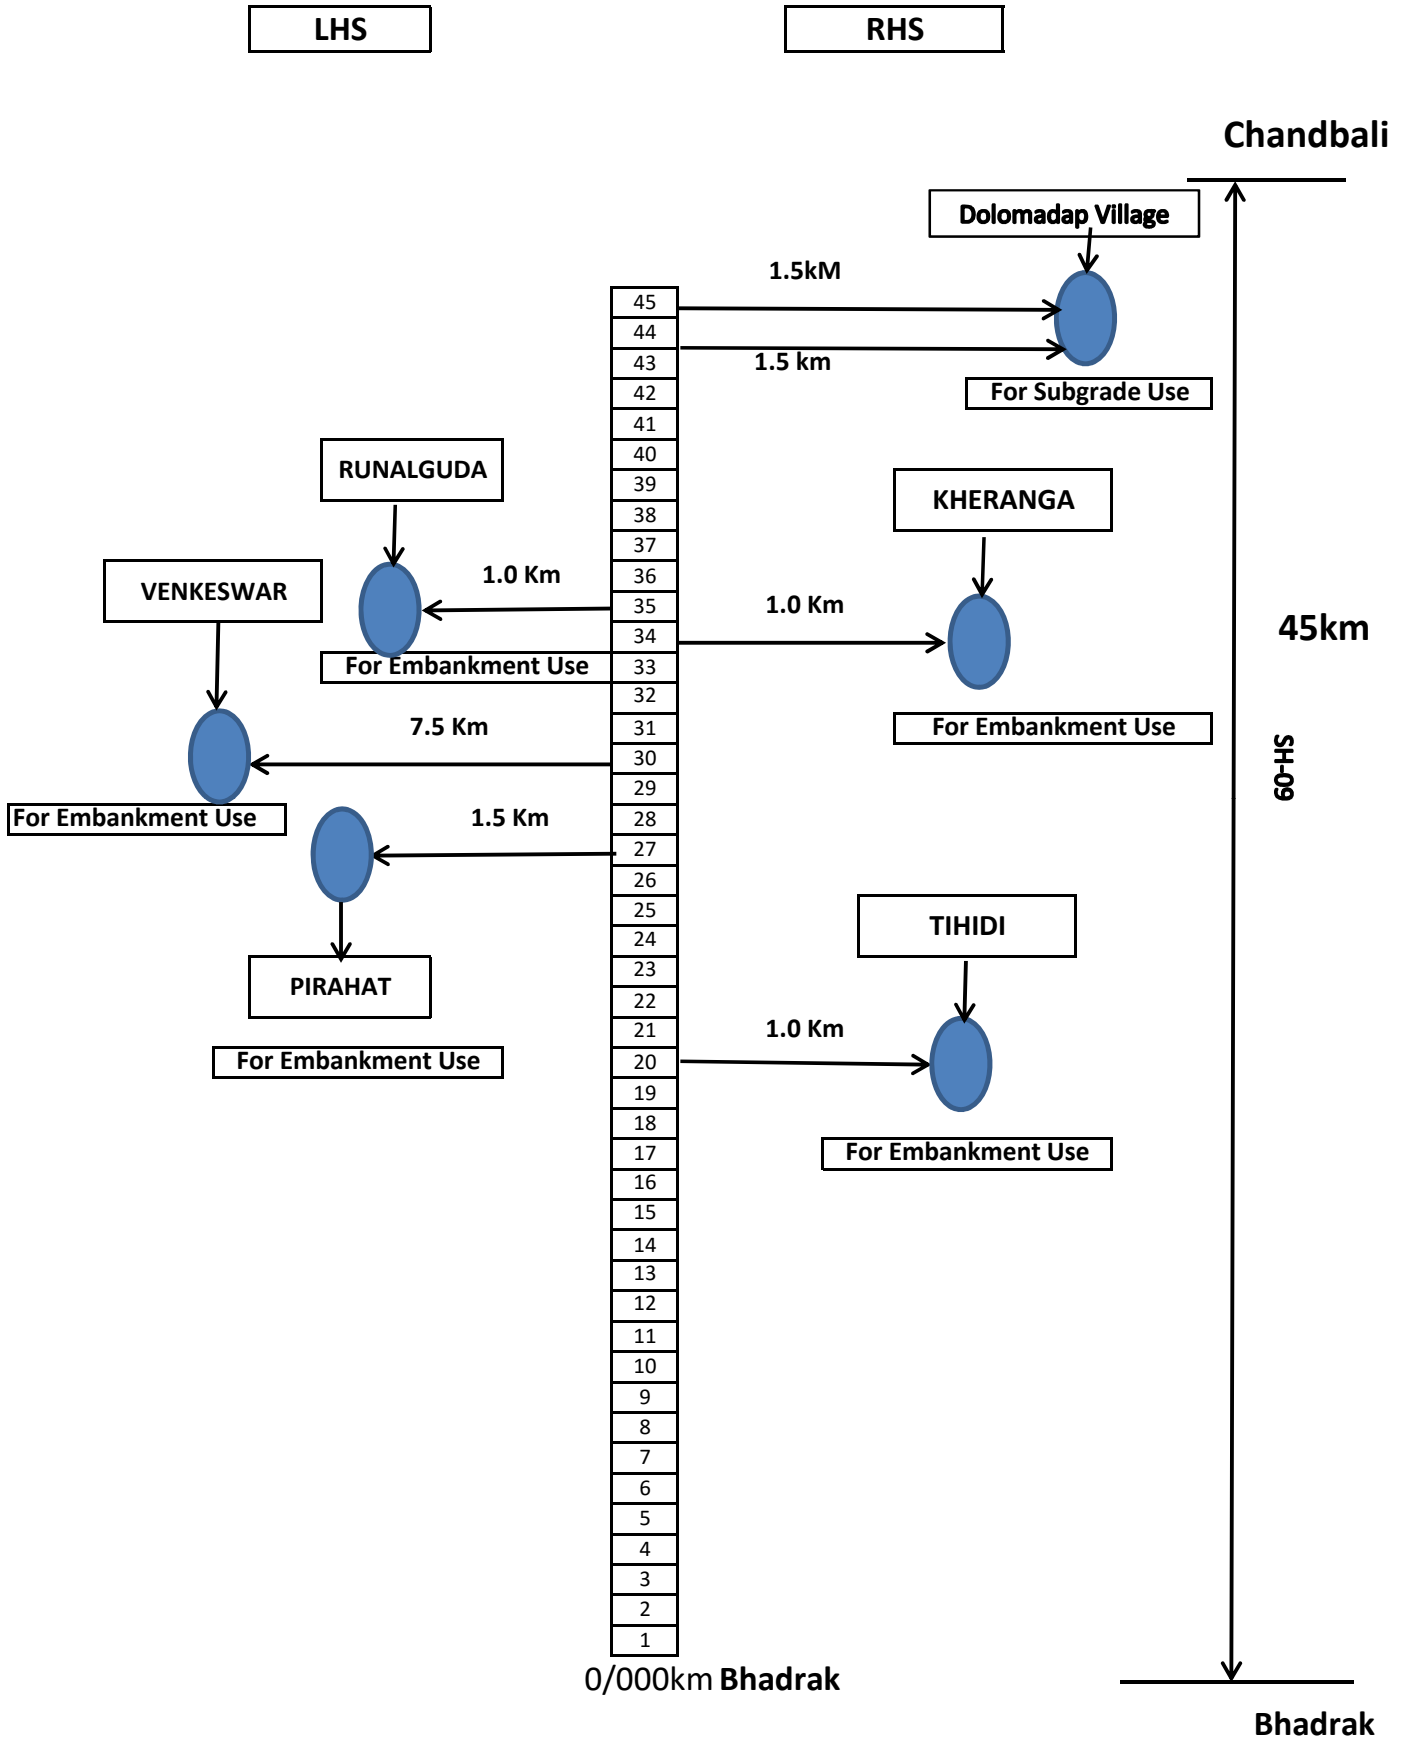 LHS
RHS
Chandbali
Dolomadap Village
1.5kM
45
44
1.5 km
43
For Subgrade Use
42
41
40
RUNALGUDA
39
KHERANGA
38
37
1.0 Km
36
VENKESWAR
35
1.0 Km
34
45km
For Embankment Use
33
32
7.5 Km
31
For Embankment Use
30
SH-09
29
For Embankment Use
1.5 Km
28
27
26
25
TIHIDI
24
23
PIRAHAT
22
21
1.0 Km
For Embankment Use
20
19
18
17
For Embankment Use
16
15
14
13
12
11
10
9
8
7
6
5
4
3
2
1
0/000km Bhadrak
Bhadrak